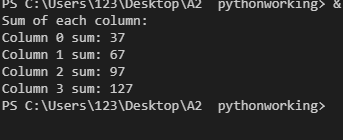 PS C:\Users\123\Desktop\A2  pythonworking> &
Sum of each column:
Column 0 sum: 37
Column 1 sum: 67
Column 2 sum: 97
Column 3 sum: 127
PS C:\Users\123\Desktop\A2  pythonworking>